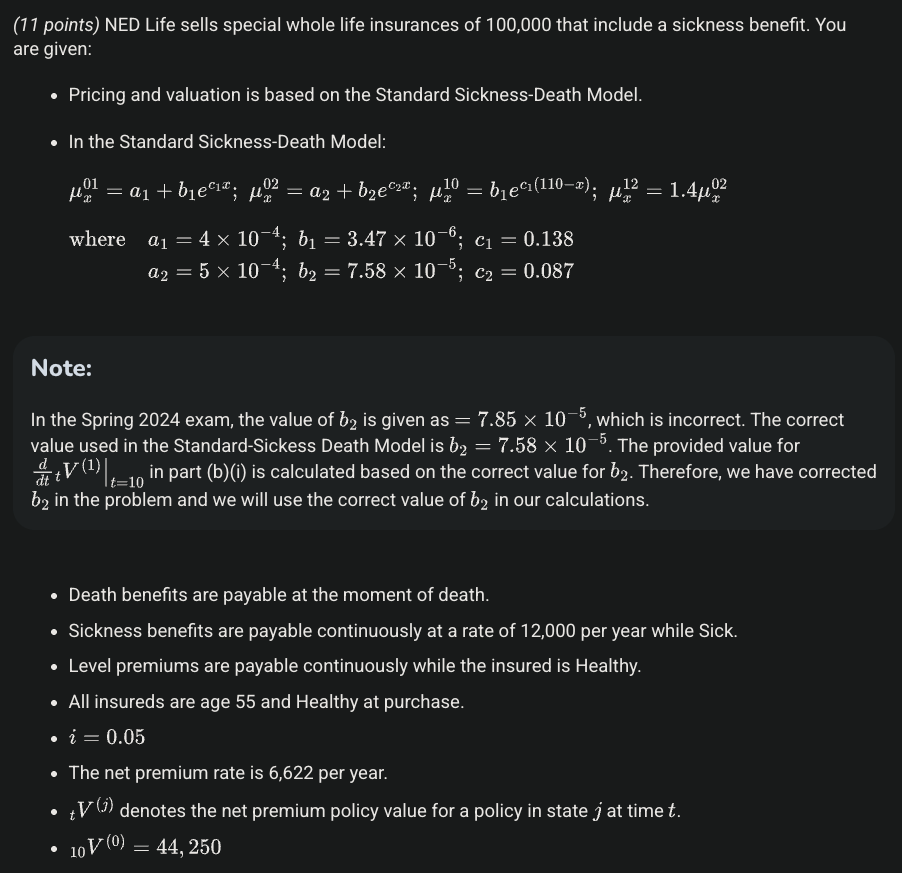 (11 points) NED Life sells special whole life insurances of 100,000 that include a sickness benefit. You
are given:
• Pricing and valuation is based on the Standard Sickness-Death Model.
• In the Standard Sickness-Death Model:
$\mu_x^{01} = a_1 + b_1 e^{c_1 x}; \ \mu_x^{02} = a_2 + b_2 e^{c_2 x}; \ \mu_x^{10} = b_1 e^{c_1(110-x)}; \ \mu_x^{12} = 1.4\mu_x^{02}$
where $a_1 = 4 \times 10^{-4}; \ b_1 = 3.47 \times 10^{-6}; \ c_1 = 0.138$
$a_2 = 5 \times 10^{-4}; \ b_2 = 7.58 \times 10^{-5}; \ c_2 = 0.087$
Note:
In the Spring 2024 exam, the value of $b_2$ is given as $= 7.85 \times 10^{-5}$, which is incorrect. The correct
value used in the Standard-Sickess Death Model is $b_2 = 7.58 \times 10^{-5}$. The provided value for
$\frac{d}{dt} {}_tV^{(1)}\big|_{t=10}$ in part (b)(i) is calculated based on the correct value for $b_2$. Therefore, we have corrected
$b_2$ in the problem and we will use the correct value of $b_2$ in our calculations.
• Death benefits are payable at the moment of death.
• Sickness benefits are payable continuously at a rate of 12,000 per year while Sick.
• Level premiums are payable continuously while the insured is Healthy.
• All insureds are age 55 and Healthy at purchase.
• $i = 0.05$
• The net premium rate is 6,622 per year.
• ${}_tV^{(j)}$ denotes the net premium policy value for a policy in state $j$ at time $t$.
• ${}_{10}V^{(0)} = 44,250$